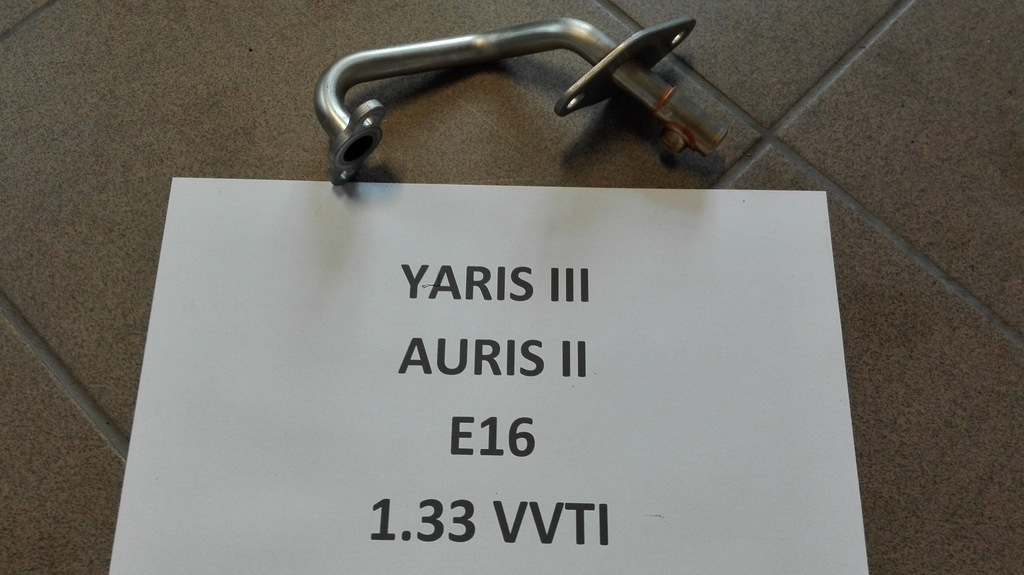 YARIS III
AURIS II
E16
1.33 VVTI